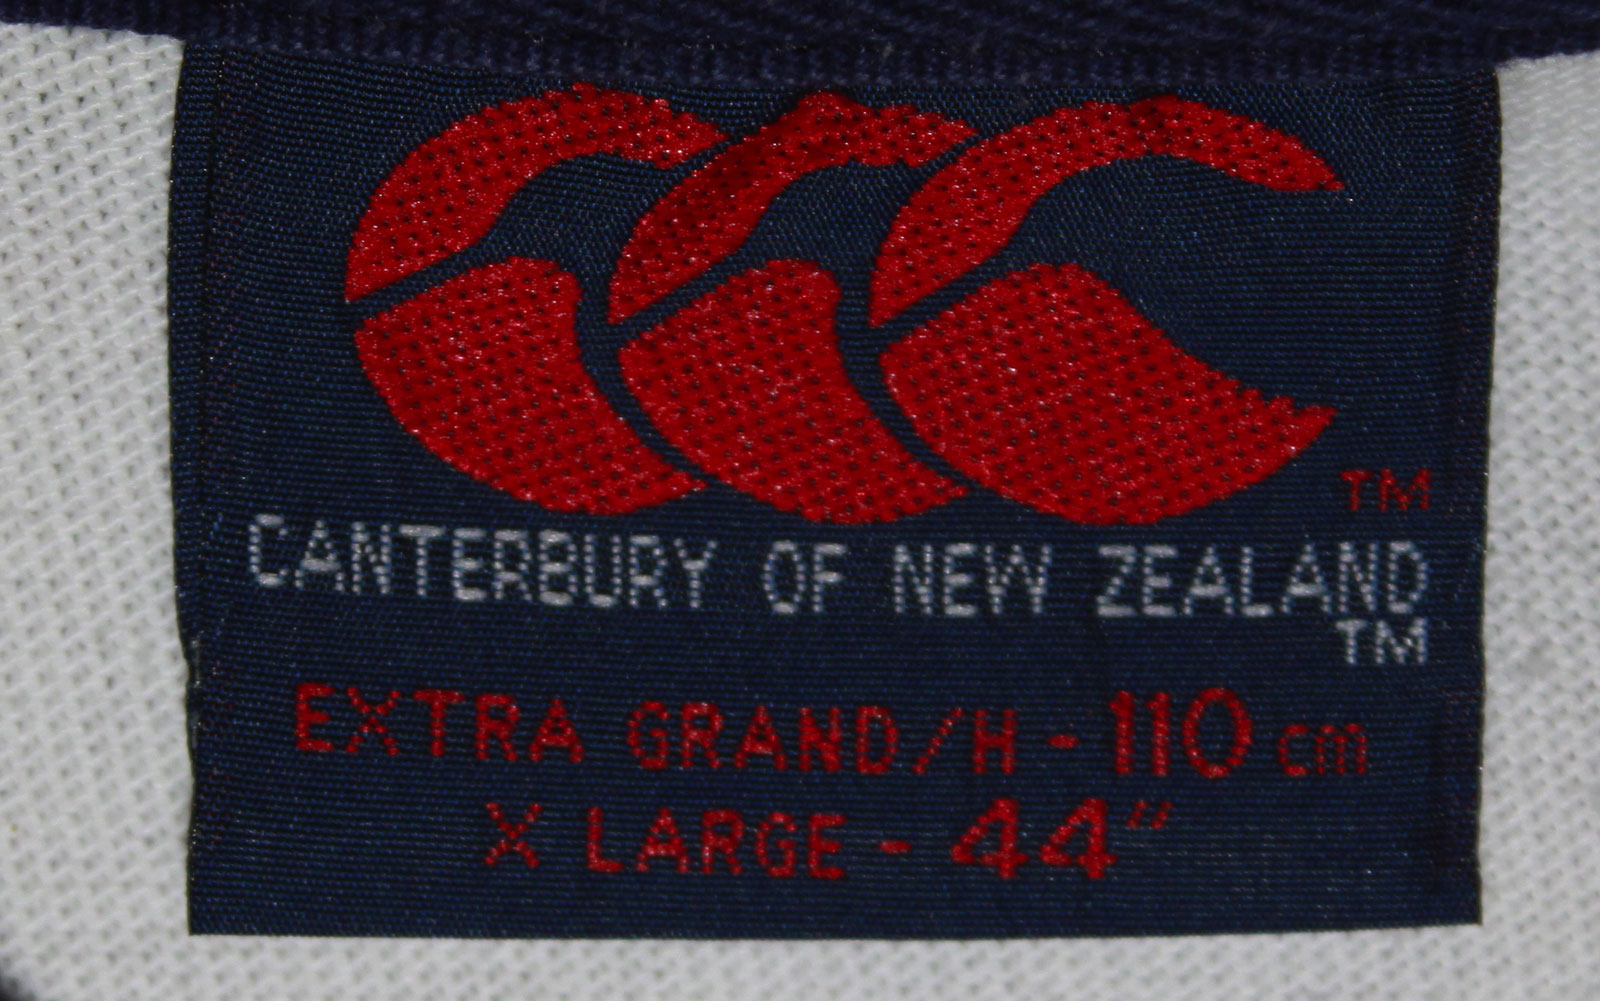 TM
CANTERBURY OF NEW ZEALAND
TM
EXTRA GRAND/H - 110 cm
X LARGE - 44"